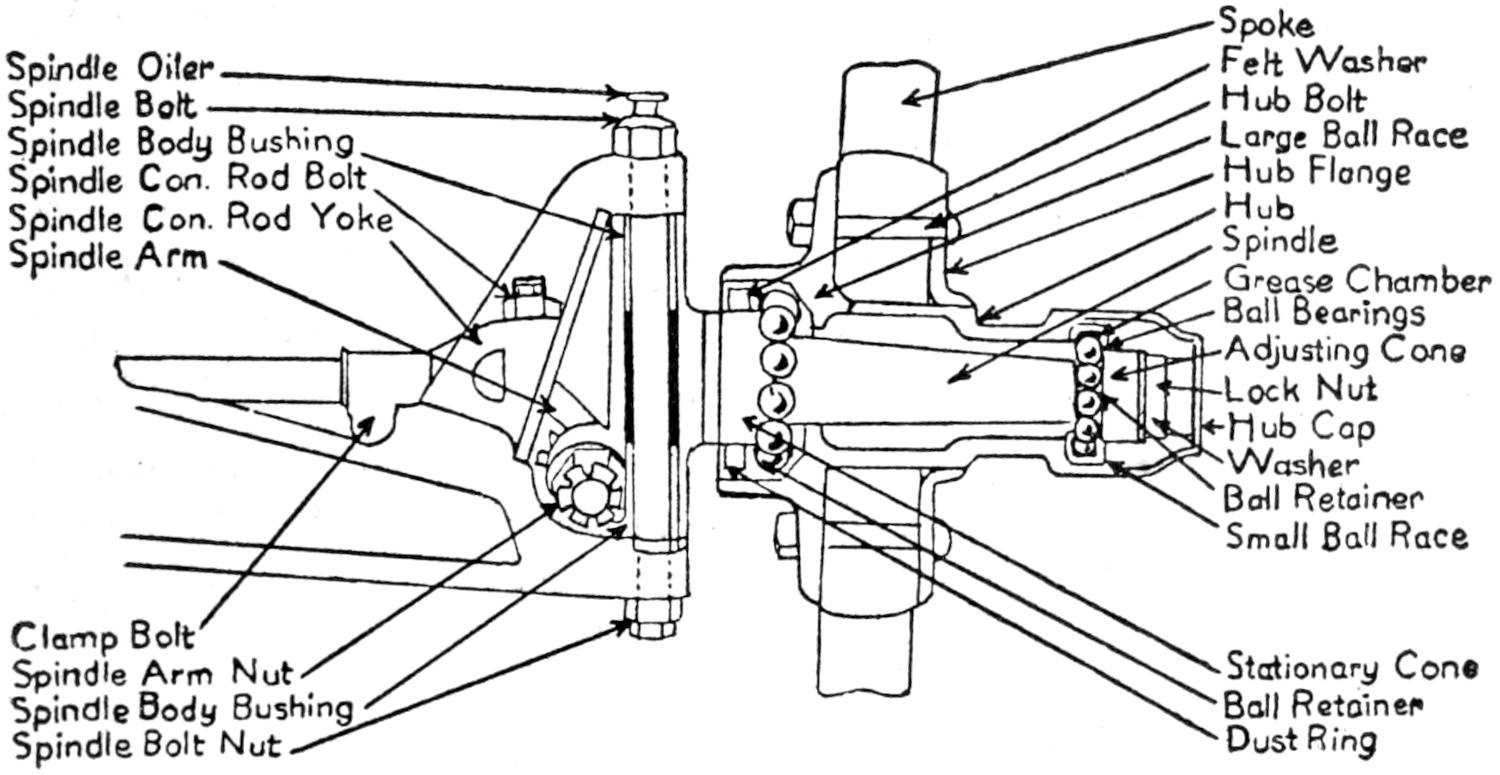 Spindle Oiler
Spindle Bolt
Spindle Body Bushing
Spindle Con. Rod Bolt
Spindle Con. Rod Yoke
Spindle Arm
Clamp Bolt
Spindle Arm Nut
Spindle Body Bushing
Spindle Bolt Nut
Spoke
Felt Washer
Hub Bolt
Large Ball Race
Hub Flange
Hub
Spindle
Grease Chamber
Ball Bearings
Adjusting Cone
Lock Nut
Hub Cap
Washer
Ball Retainer
Small Ball Race
Stationary Cone
Ball Retainer
Dust Ring